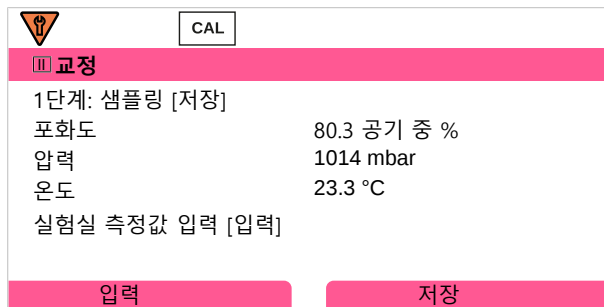 CAL
II 교정
1단계: 샘플링 [저장]
포화도 80.3 공기 중 %
압력 1014 mbar
온도 23.3 °C
실험실 측정값 입력 [입력]
입력 저장